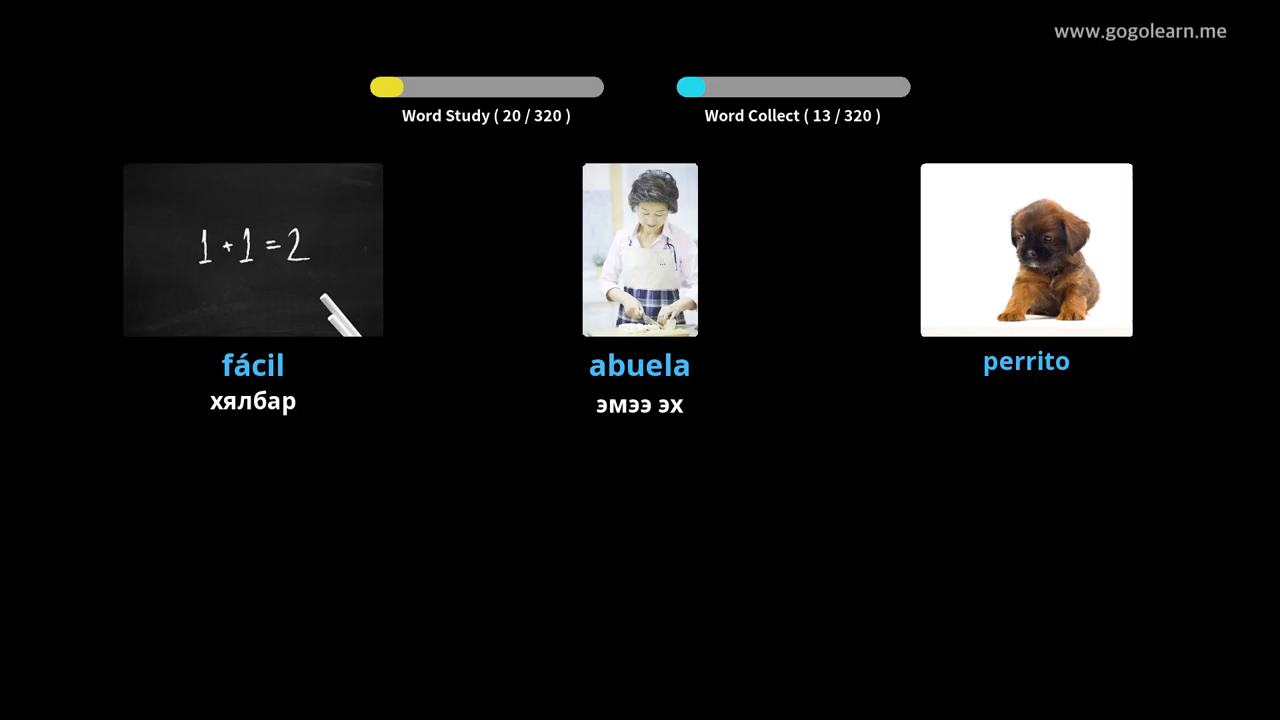 www.gogolearn.me
Word Study ( 20 / 320 )
Word Collect ( 13 / 320 )
1 + 1 = 2
fácil
хялбар
abuela
эмээ эх
perrito